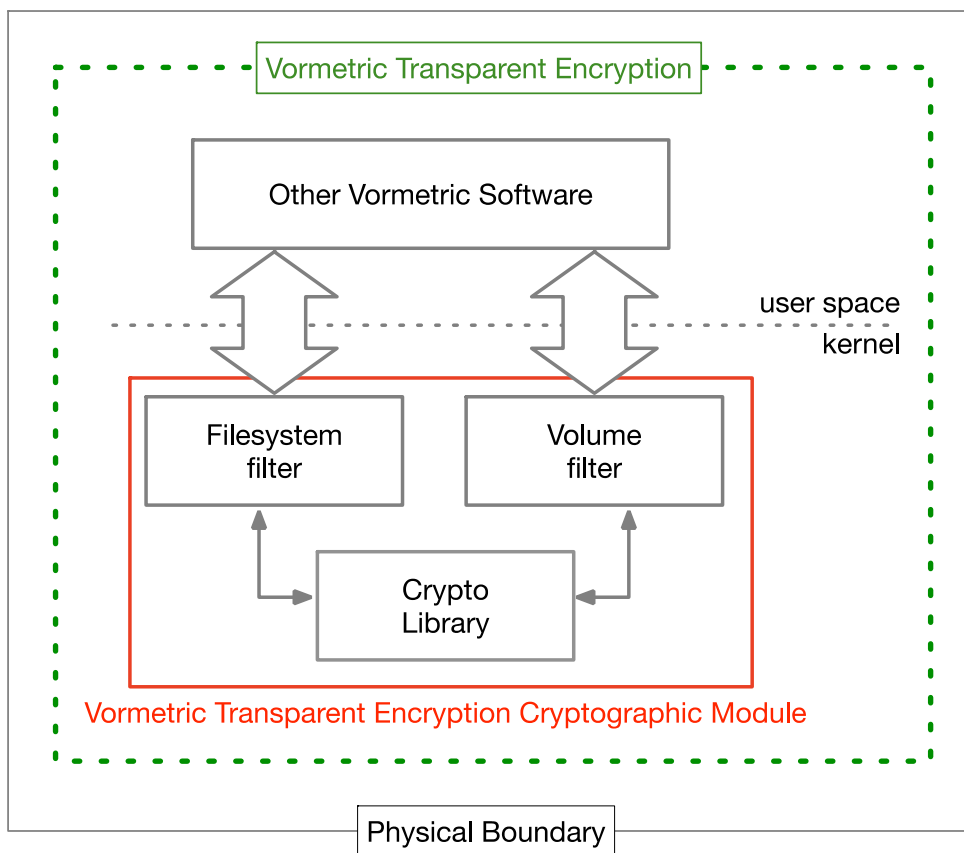 Vormetric Transparent Encryption
Other Vormetric Software
user space
kernel
Filesystem
filter
Volume
filter
Crypto
Library
Vormetric Transparent Encryption Cryptographic Module
Physical Boundary